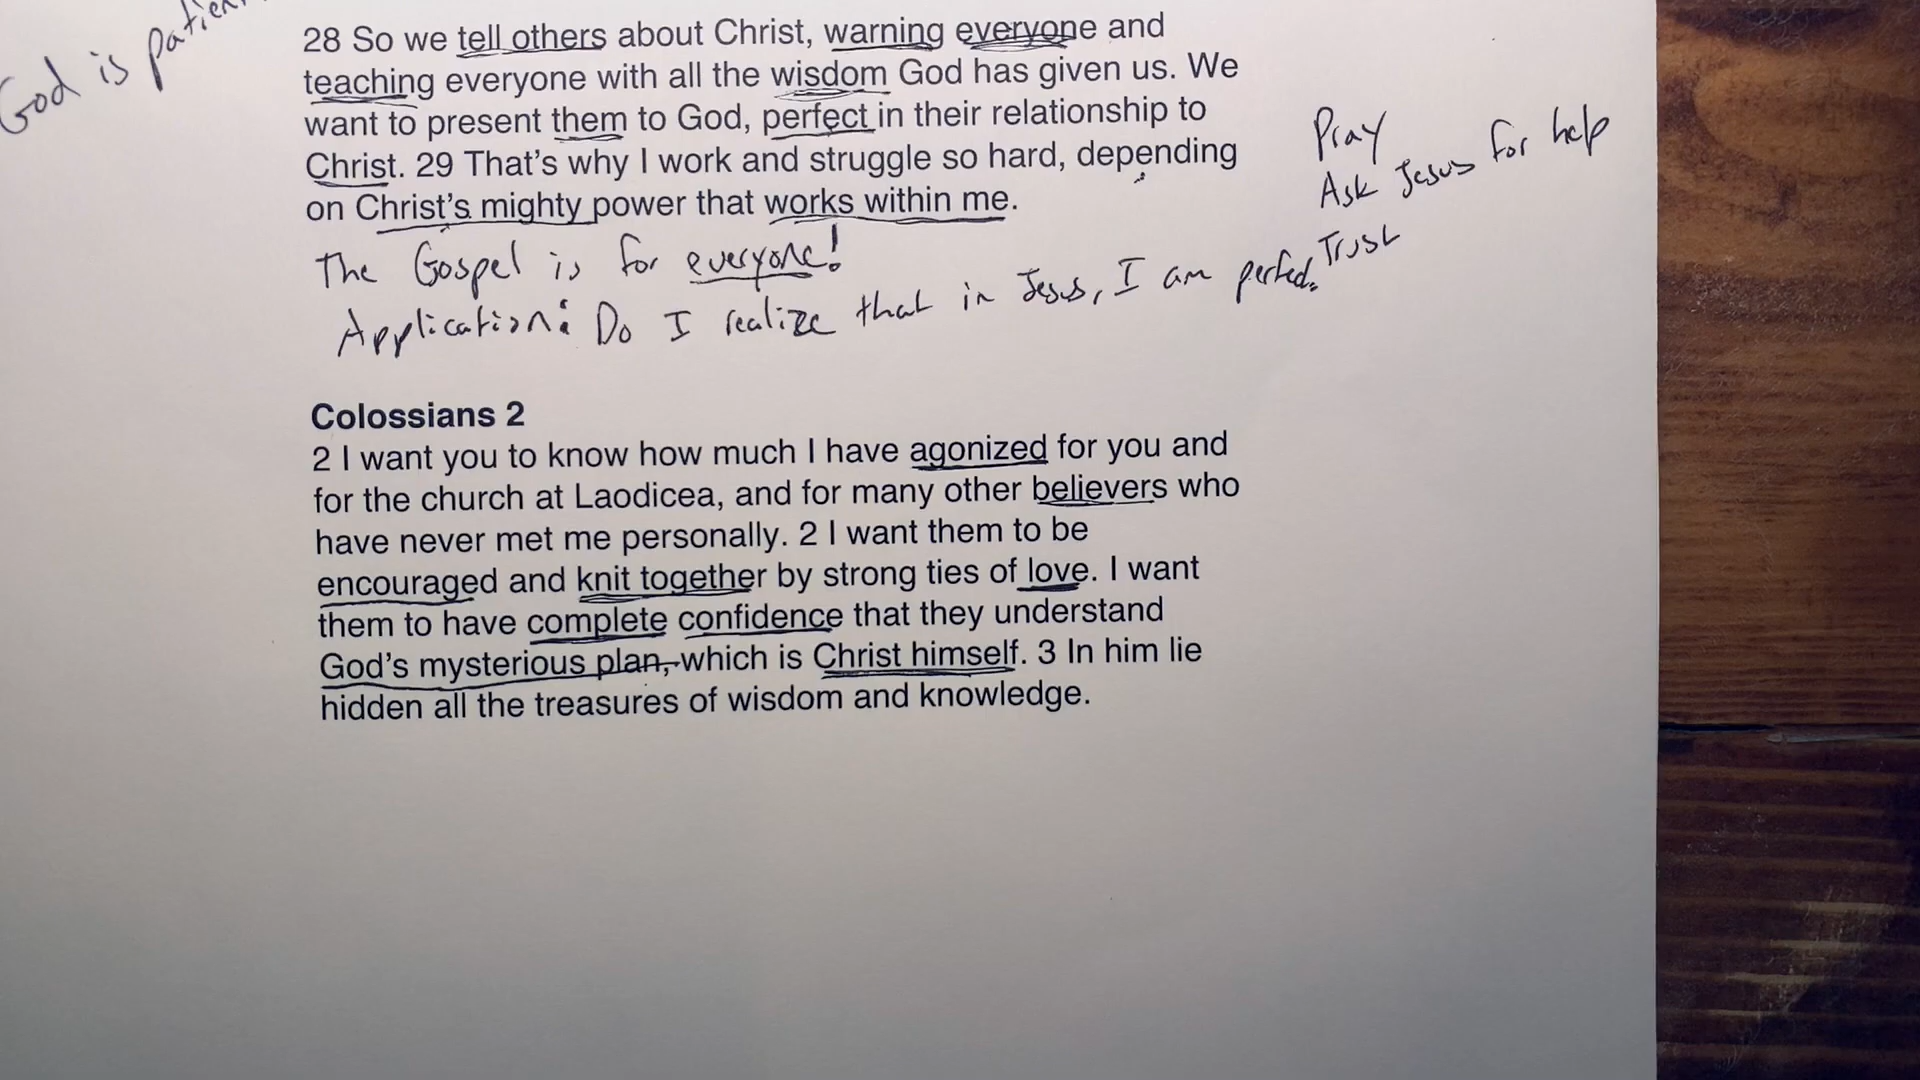 God is patien
28 So we tell others about Christ, warning everyone and
teaching everyone with all the wisdom God has given us. We
want to present them to God, perfect in their relationship to
Christ. 29 That's why I work and struggle so hard, depending
on Christ's mighty power that works within me.
Pray
Ask Jesus for help
Trust
The Gospel is for everyone!
Application: Do I realize that in Jesus, I am perfect.
Colossians 2
2 I want you to know how much I have agonized for you and
for the church at Laodicea, and for many other believers who
have never met me personally. 2 I want them to be
encouraged and knit together by strong ties of love. I want
them to have complete confidence that they understand
God's mysterious plan, which is Christ himself. 3 In him lie
hidden all the treasures of wisdom and knowledge.